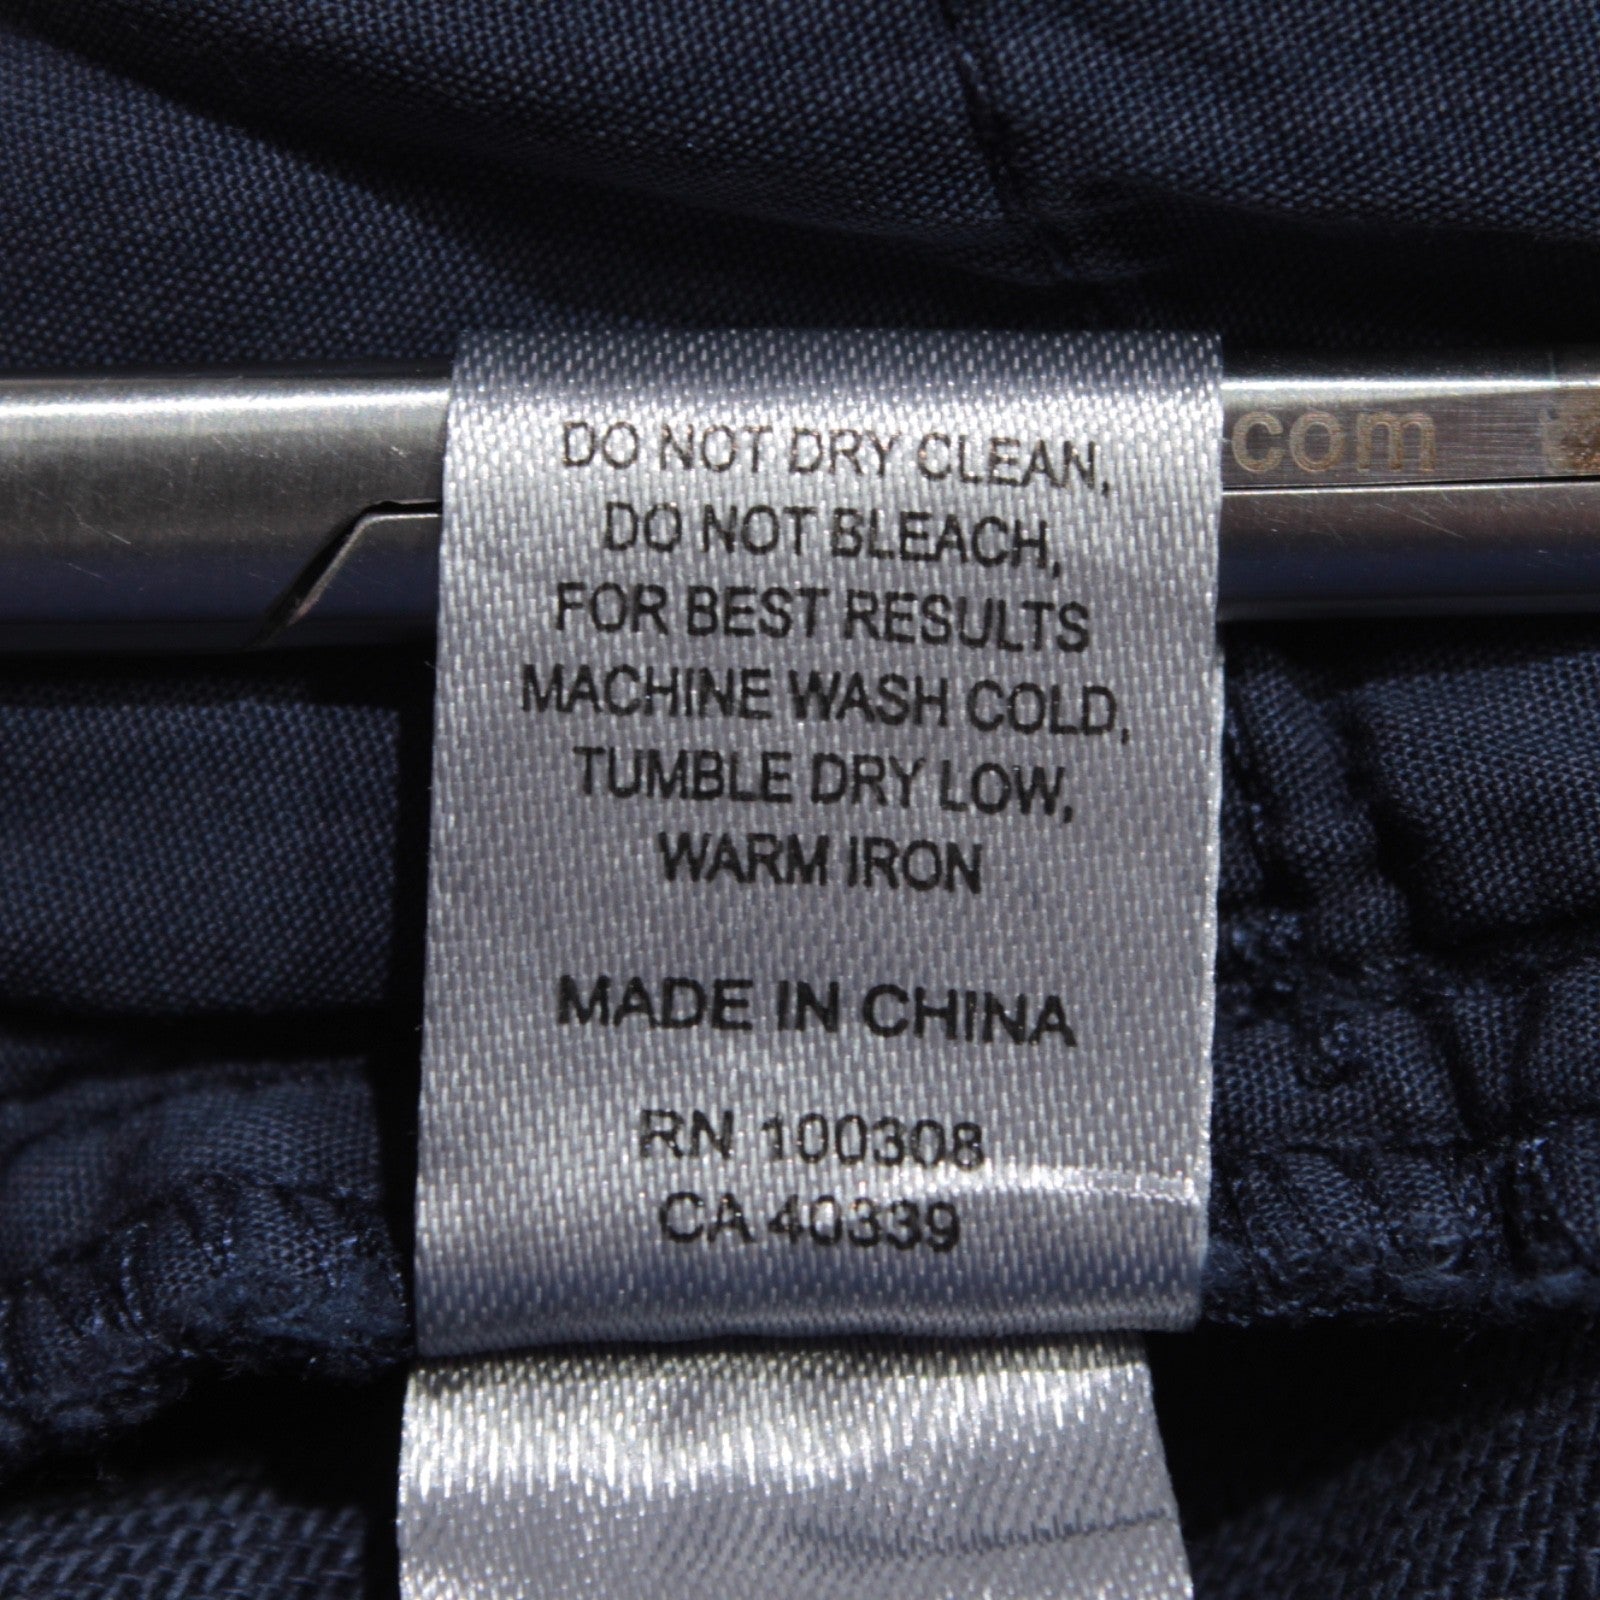 DO NOT DRY CLEAN,
DO NOT BLEACH,
FOR BEST RESULTS
MACHINE WASH COLD,
TUMBLE DRY LOW,
WARM IRON
MADE IN CHINA
RN 100308
CA 40339
com